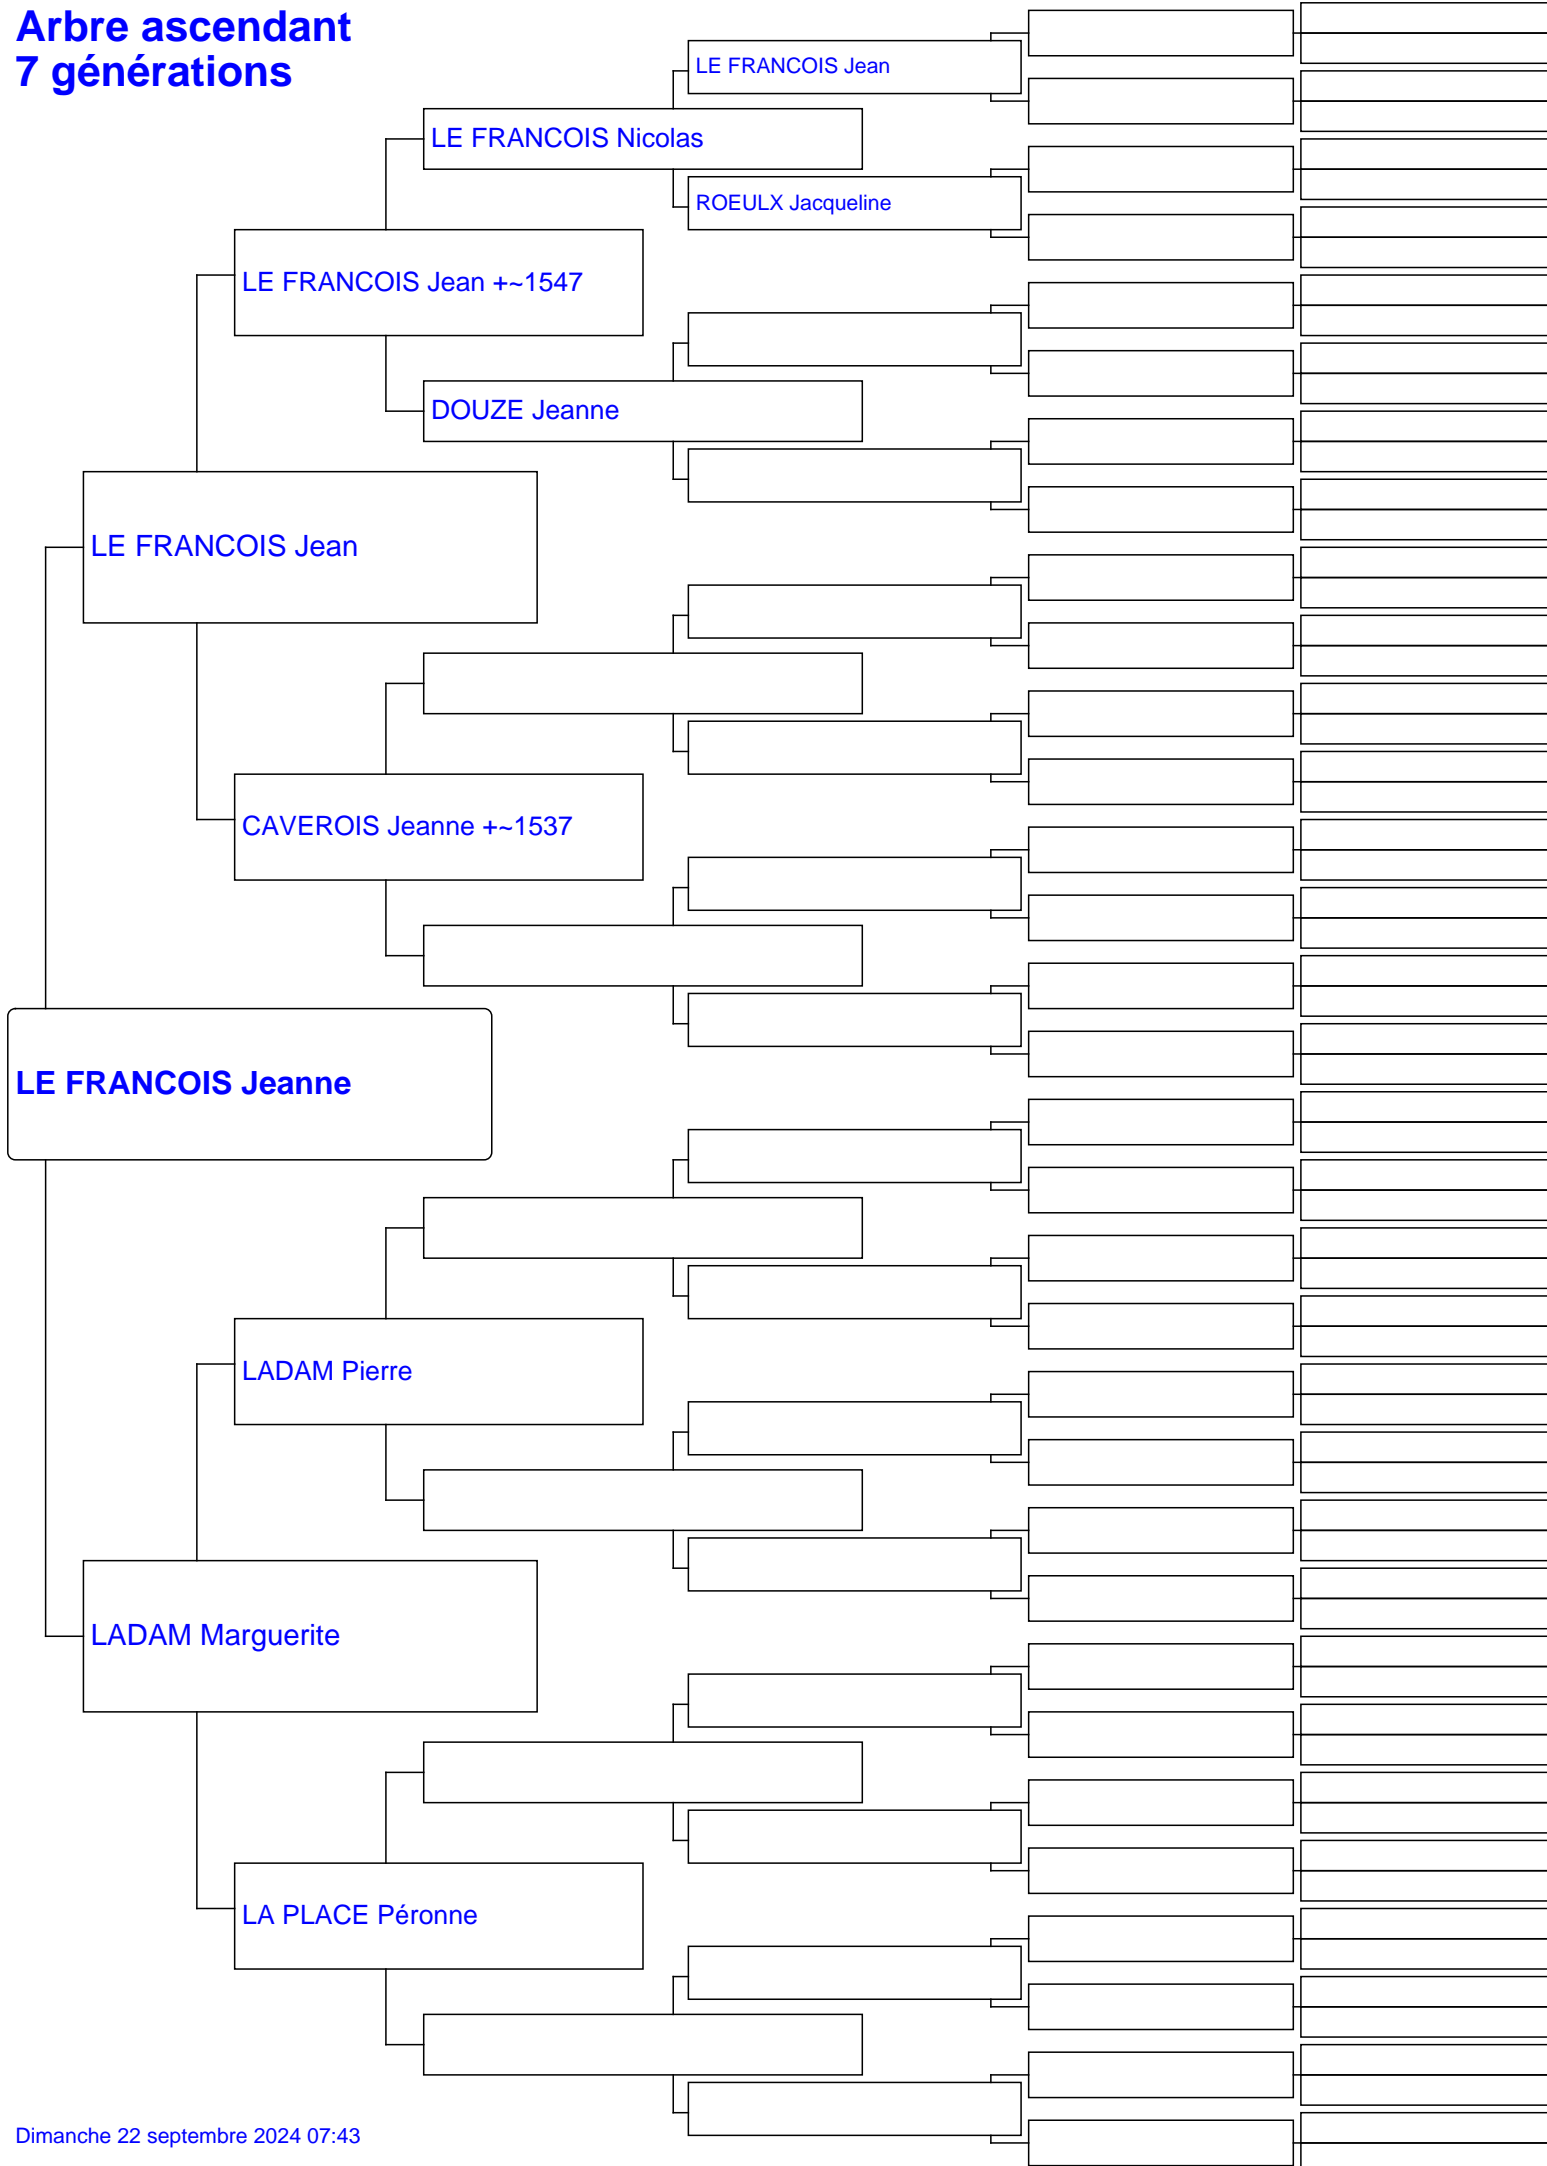 Arbre ascendant
7 générations
LE FRANCOIS Jean
LE FRANCOIS Nicolas
ROEULX Jacqueline
LE FRANCOIS Jean +~1547
DOUZE Jeanne
LE FRANCOIS Jean
CAVEROIS Jeanne +~1537
LE FRANCOIS Jeanne
LADAM Pierre
LADAM Marguerite
LA PLACE Péronne
Dimanche 22 septembre 2024 07:43